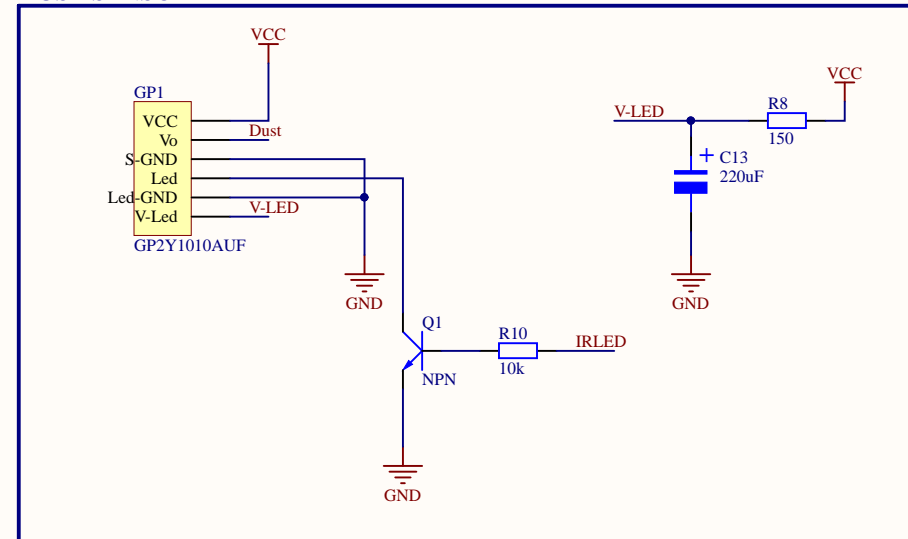 VCC
GP1
VCC
Vo
Dust
S-GND
Led
Led-GND
V-Led
V-LED
GP2Y1010AUF
GND
Q1
NPN
R10
10k
IRLED
GND
VCC
V-LED
R8
150
+
C13
220uF
GND